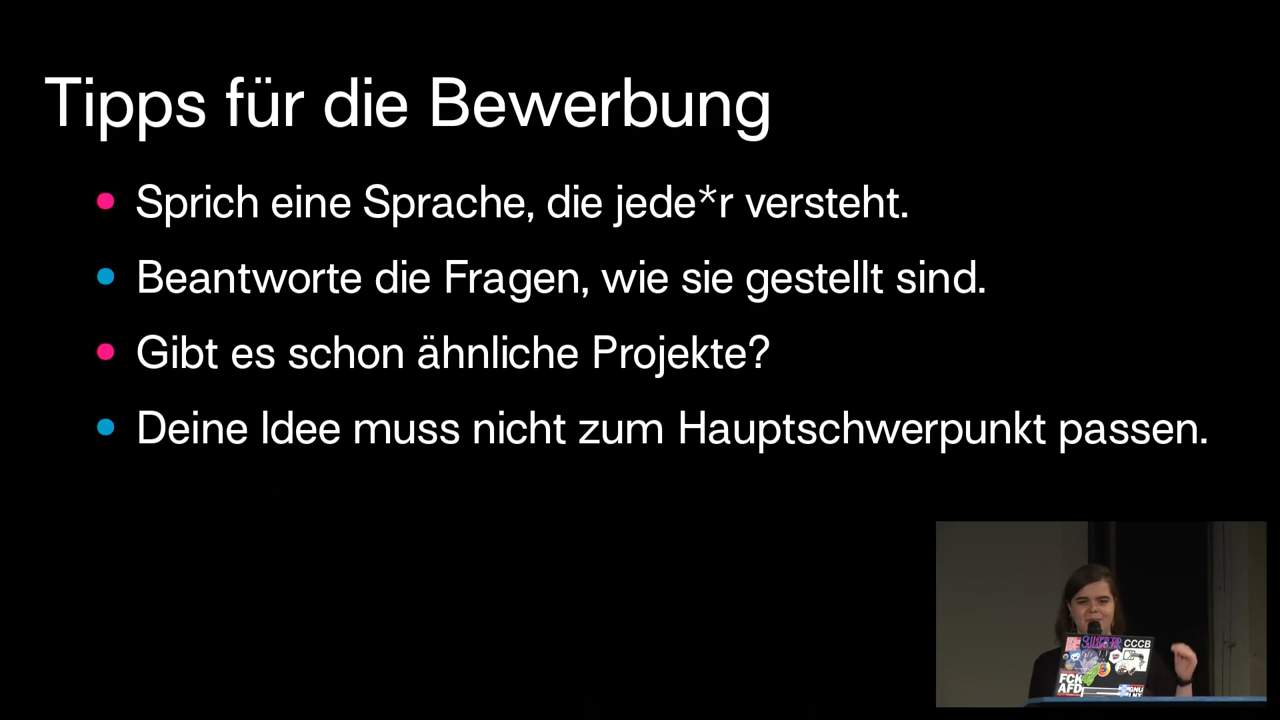 Tipps für die Bewerbung
Sprich eine Sprache, die jede*r versteht.
Beantworte die Fragen, wie sie gestellt sind.
Gibt es schon ähnliche Projekte?
Deine Idee muss nicht zum Hauptschwerpunkt passen.
CCCB
FCK
AFD
GNU